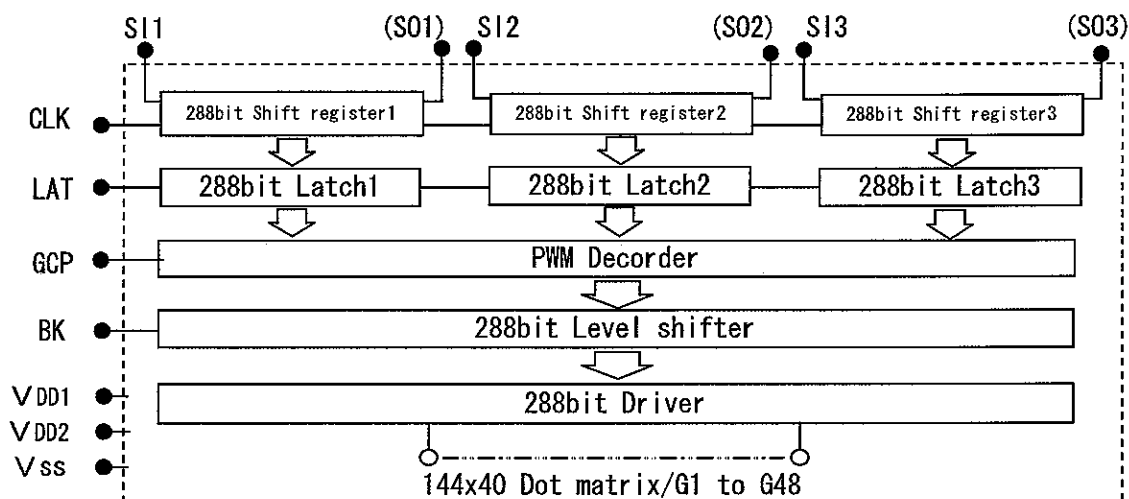 SI1 (SO1) SI2 (SO2) SI3 (SO3)
CLK 288bit Shift register1 288bit Shift register2 288bit Shift register3
LAT 288bit Latch1 288bit Latch2 288bit Latch3
GCP PWM Decorder
BK 288bit Level shifter
VDD1 288bit Driver
VDD2
Vss
144x40 Dot matrix/G1 to G48